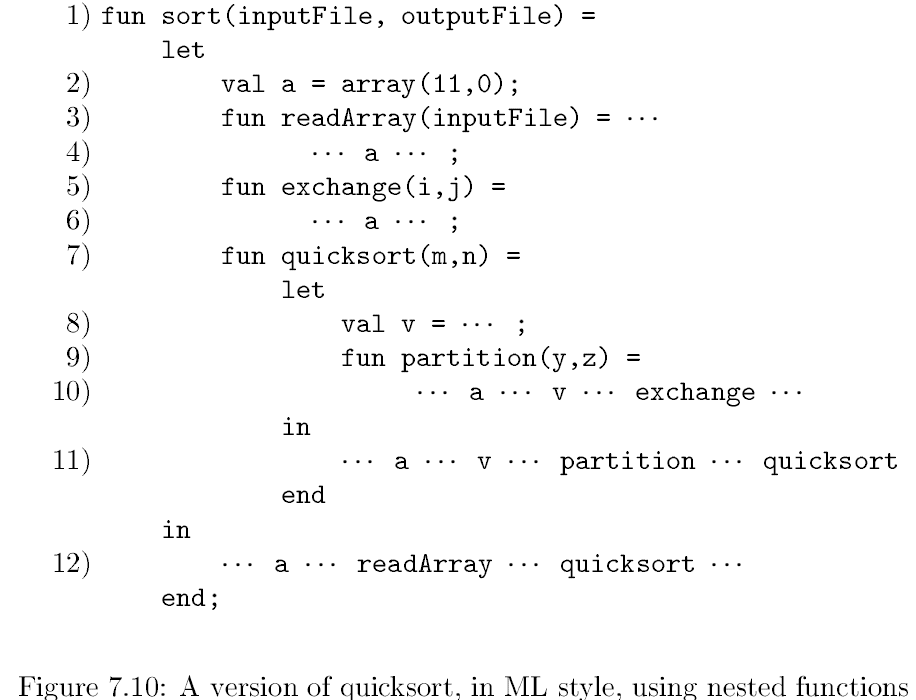 1) fun sort(inputFile, outputFile) =
let
2) val a = array(11,0);
3) fun readArray(inputFile) = ···
4) ··· a ··· ;
5) fun exchange(i,j) =
6) ··· a ··· ;
7) fun quicksort(m,n) =
let
8) val v = ··· ;
9) fun partition(y,z) =
10) ··· a ··· v ··· exchange ···
in
11) ··· a ··· v ··· partition ··· quicksort
end
in
12) ··· a ··· readArray ··· quicksort ···
end;
Figure 7.10: A version of quicksort, in ML style, using nested functions